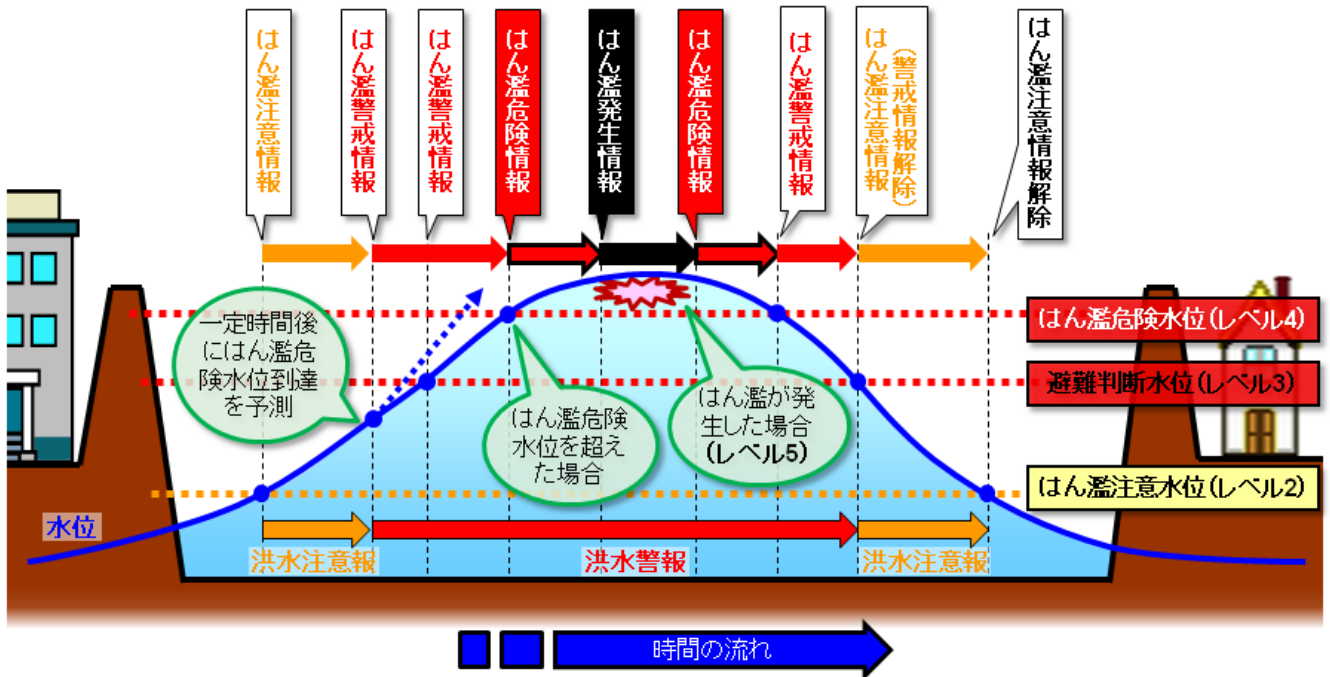 はん濫注意情報
はん濫警戒情報
はん濫警戒情報
はん濫危険情報
はん濫発生情報
はん濫危険情報
はん濫警戒情報
(警戒情報解除)
はん濫注意情報
はん濫注意情報解除
一定時間後
にはん濫危
険水位到達
を予測
はん濫危険
水位を超え
た場合
はん濫が発
生した場合
(レベル5)
はん濫危険水位(レベル4)
避難判断水位(レベル3)
はん濫注意水位(レベル2)
水位
洪水注意報
洪水警報
洪水注意報
時間の流れ